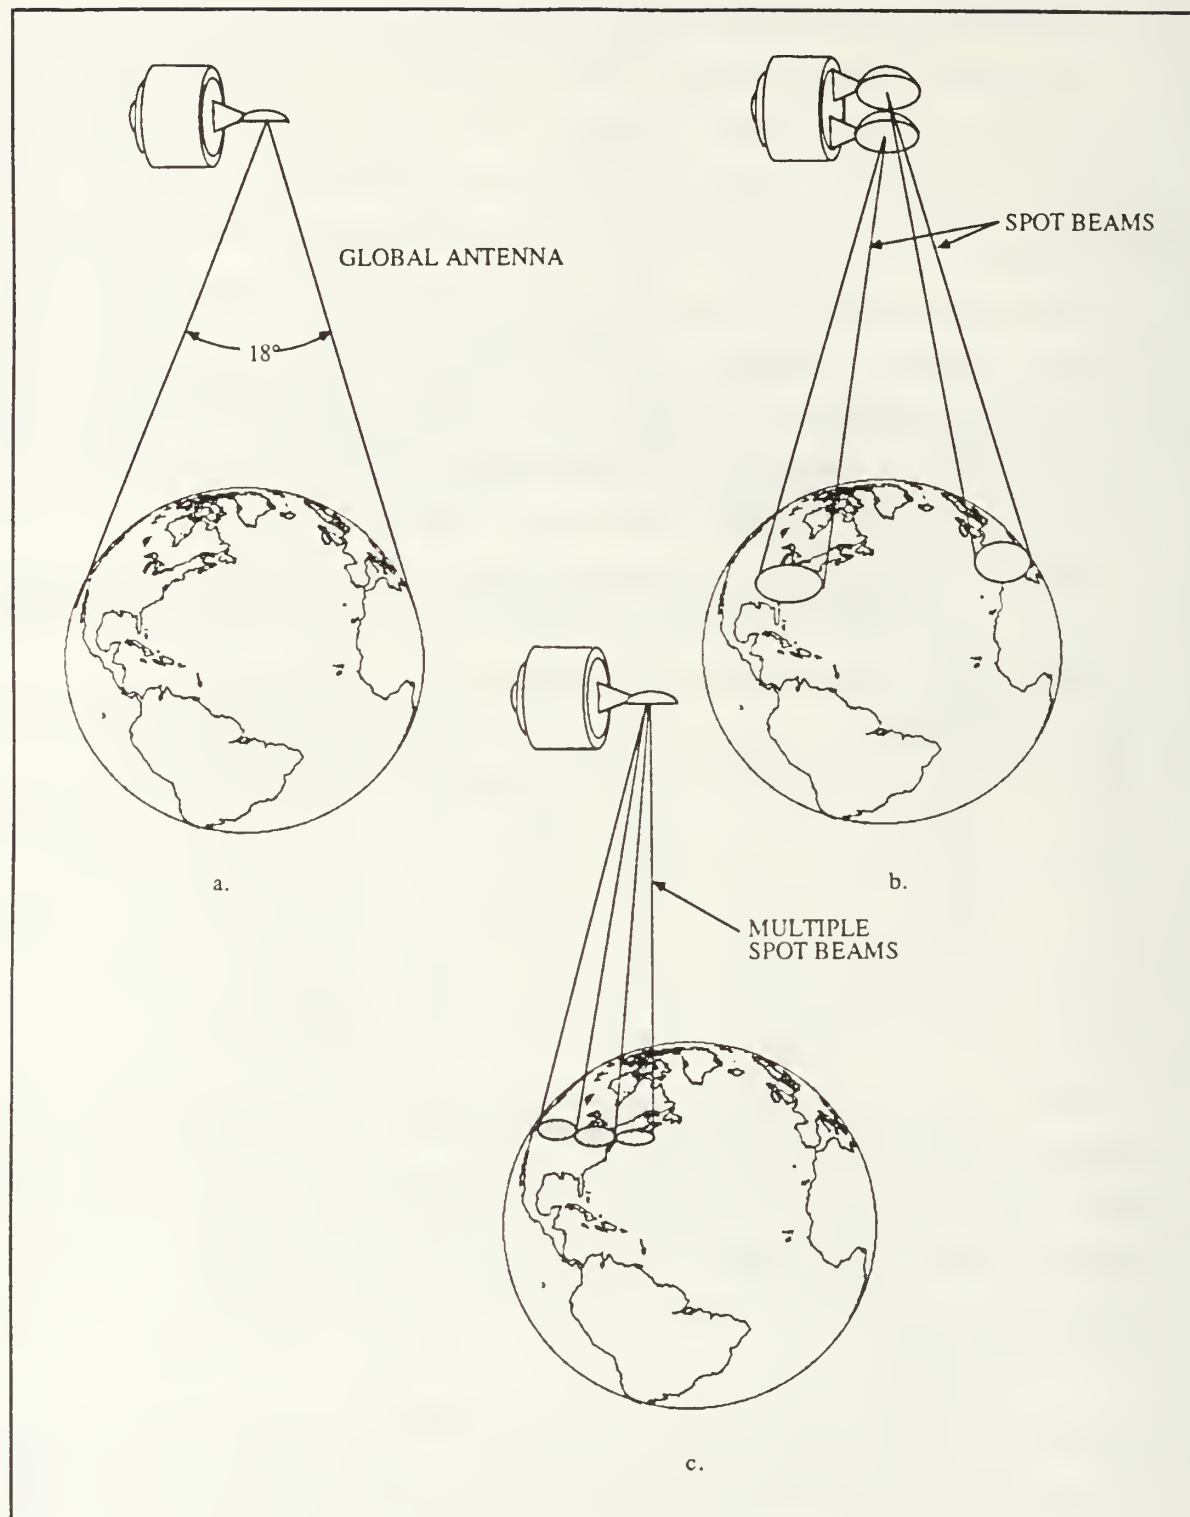 GLOBAL ANTENNA
18°
a.
SPOT BEAMS
b.
MULTIPLE
SPOT BEAMS
c.